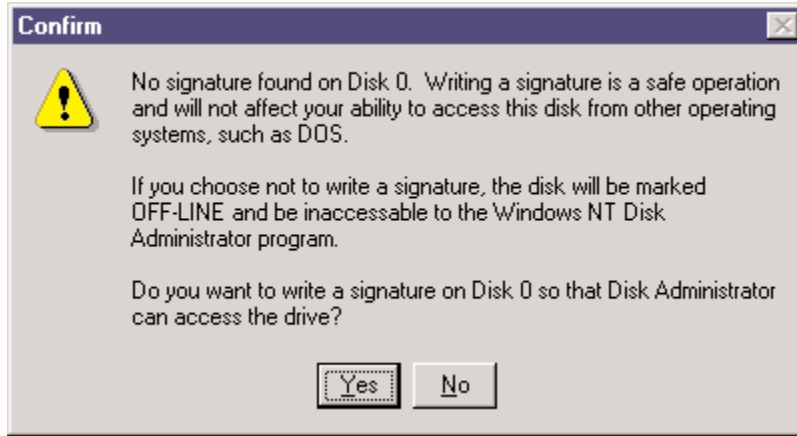 Confirm
No signature found on Disk 0.  Writing a signature is a safe operation
and will not affect your ability to access this disk from other operating
systems, such as DOS.
If you choose not to write a signature, the disk will be marked
OFF-LINE and be inaccessable to the Windows NT Disk
Administrator program.
Do you want to write a signature on Disk 0 so that Disk Administrator
can access the drive?
Yes No